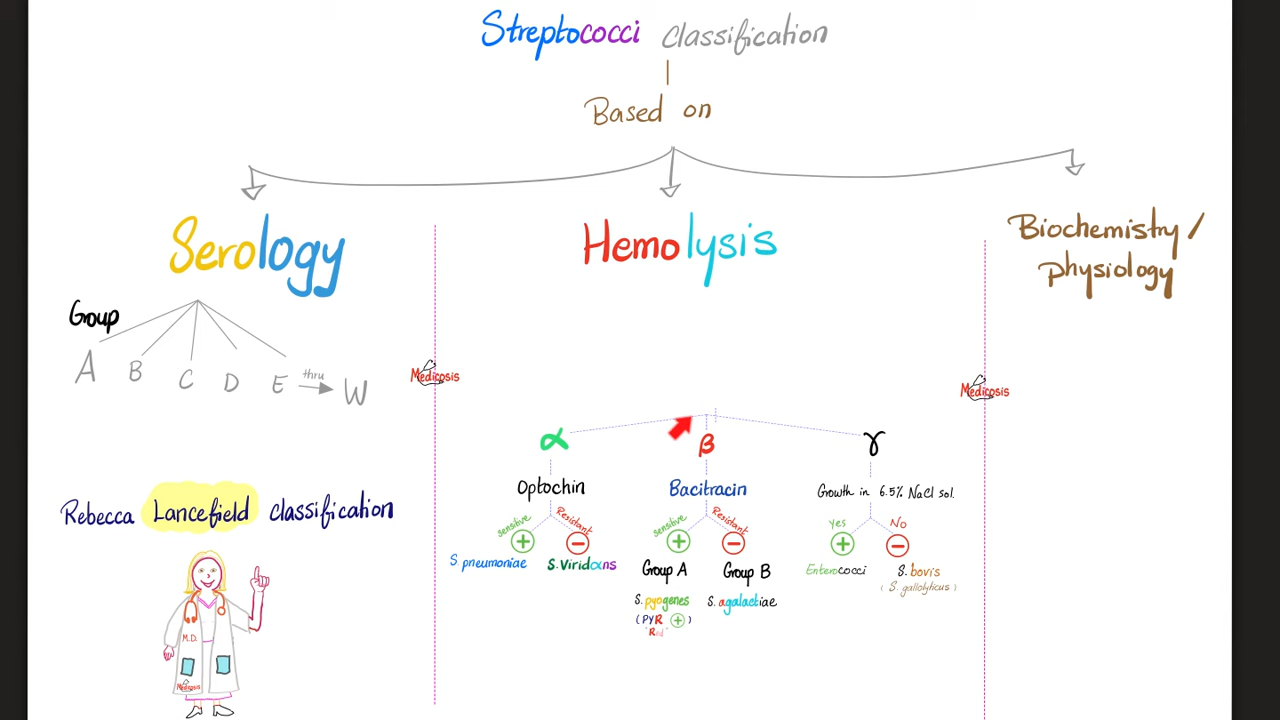 Streptococci classification
Based on
Serology
Group
A B C D E thru W
Rebecca Lancefield classification
M.D.
Medicosis
Medicosis
Hemolysis
α β γ
Optochin
sensitive Resistant
+ −
S. pneumoniae S. Viridans
Bacitracin
sensitive Resistant
+ −
Group A Group B
S. pyogenes S. agalactiae
(PYR +)
"Red"
Growth in 6.5% NaCl sol.
Yes No
+ −
Enterococci S. bovis
(S. gallolyticus)
Medicosis
Biochemistry/
physiology